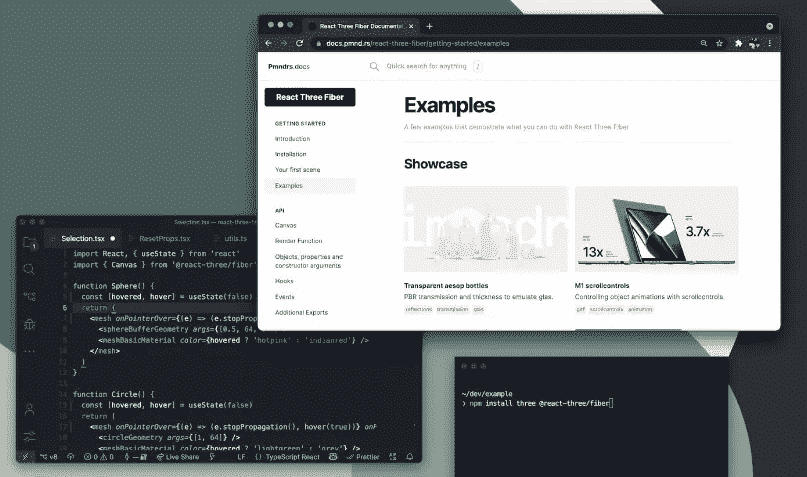 React Three Fiber Documenta
docs.pmnd.rs/react-three-fiber/getting-started/examples
Pmndrs.docs
Quick search for anything
/
React Three Fiber
GETTING STARTED
Introduction
Installation
Your first scene
Examples
API
Canvas
Render Function
Objects, properties and
constructor arguments
Hooks
Events
Additional Exports
Examples
A few examples that demostrate what you can do with React Three Fiber
Showcase
13x
3.7x
Transparent aesop bottles
PBR transmission and thickness to emulate glas.
reflections transmission
M1 scrollcontrols
Controlling object animations with scrollcontrols.
gltf scrollcontrols animation
Selection.tsx — react-three-f
Selection.tsx
ResetProps.tsx
utils.ts
1
import React, { useState } from 'react'
import { Canvas } from '@react-three/fiber'
function Sphere() {
const [hovered, hover] = useState(false)
6 return (
<mesh onPointerOver={(e) => (e.stopPropaga
<sphereBufferGeometry args={[0.5, 64,
<meshBasicMaterial color={hovered ? 'hotpink' : 'indianred'} />
</mesh>
)
}
function Circle() {
const [hovered, hover] = useState(false)
return (
<mesh onPointerOver={(e) => (e.stopPropagation(), hover(true))} onP
<circleGeometry args={[1, 64]} />
<meshBasicMaterial color={hovered ? 'lightgreen' : 'grey'} />
v8
0
0
Live Share
LF
{} TypeScript React
Prettier
~/dev/example
❯ npm install three @react-three/fiber